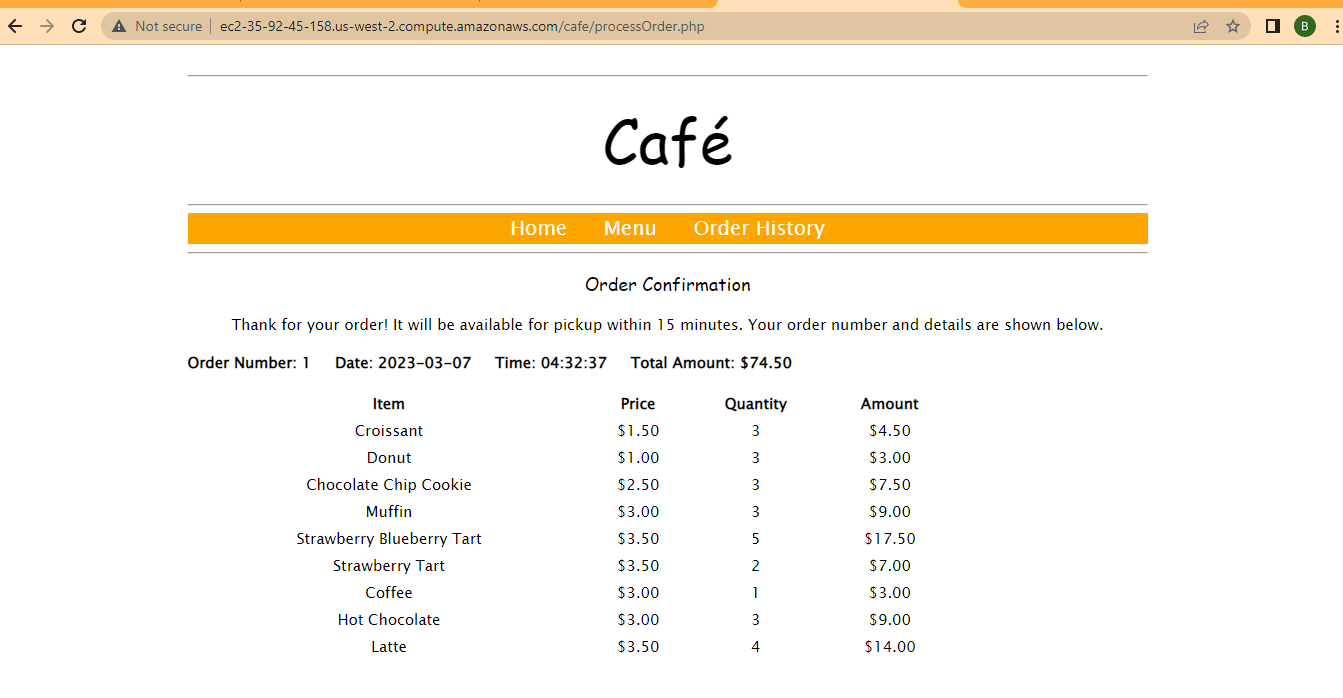 Not secure | ec2-35-92-45-158.us-west-2.compute.amazonaws.com/cafe/processOrder.php B
Café
Home Menu Order History
Order Confirmation
Thank for your order! It will be available for pickup within 15 minutes. Your order number and details are shown below.
Order Number: 1 Date: 2023-03-07 Time: 04:32:37 Total Amount: $74.50
Item Price Quantity Amount
Croissant $1.50 3 $4.50
Donut $1.00 3 $3.00
Chocolate Chip Cookie $2.50 3 $7.50
Muffin $3.00 3 $9.00
Strawberry Blueberry Tart $3.50 5 $17.50
Strawberry Tart $3.50 2 $7.00
Coffee $3.00 1 $3.00
Hot Chocolate $3.00 3 $9.00
Latte $3.50 4 $14.00